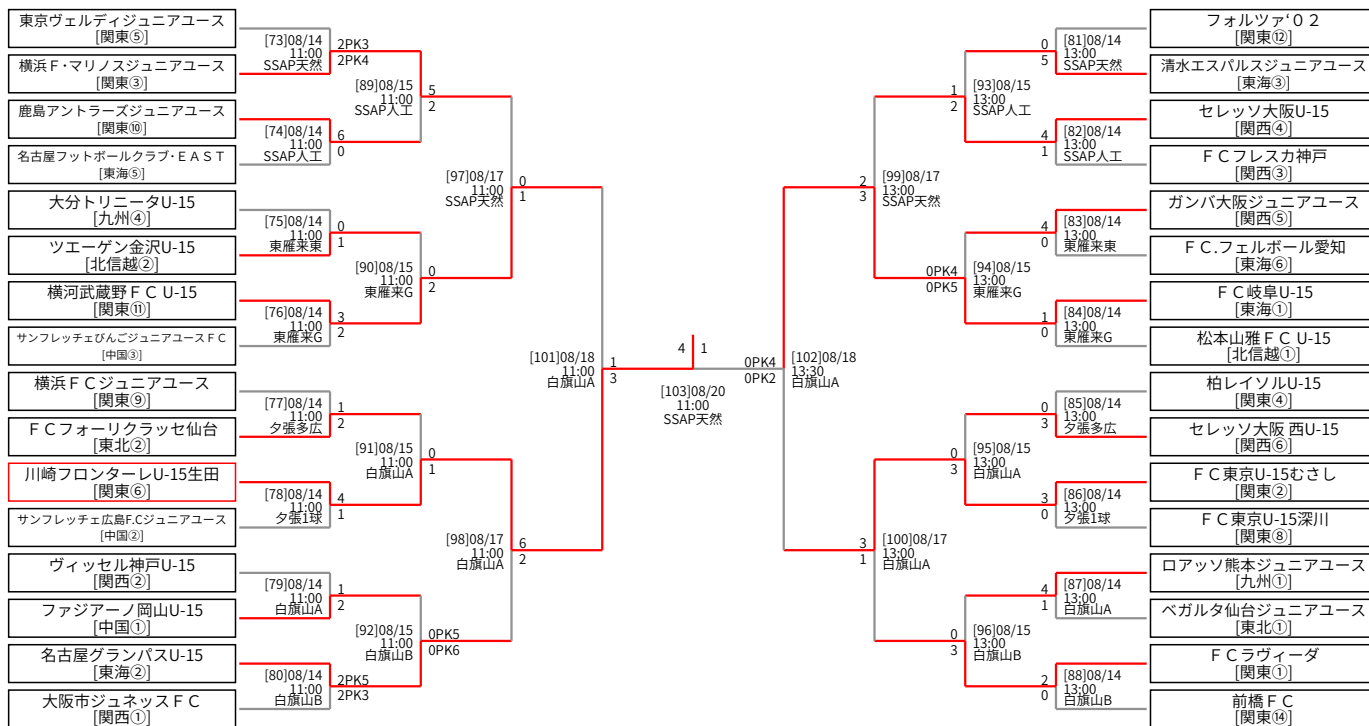 東京ヴェルディジュニアユース
[関東⑤]
横浜F・マリノスジュニアユース
[関東③]
鹿島アントラーズジュニアユース
[関東⑩]
名古屋フットボールクラブ・EAST
[東海⑤]
大分トリニータU-15
[九州④]
ツエーゲン金沢U-15
[北信越②]
横河武蔵野FC U-15
[関東⑪]
サンフレッチェびんごジュニアユースFC
[中国③]
横浜FCジュニアユース
[関東⑨]
FCフォーリクラッセ仙台
[東北②]
川崎フロンターレU-15生田
[関東⑥]
サンフレッチェ広島F.Cジュニアユース
[中国②]
ヴィッセル神戸U-15
[関西②]
ファジアーノ岡山U-15
[中国①]
名古屋グランパスU-15
[東海②]
大阪市ジュネッスFC
[関西①]
[73]08/14
11:00
SSAP天然
2PK3
2PK4
[74]08/14
11:00
SSAP人工
6
0
[75]08/14
11:00
東雁来東
0
1
[76]08/14
11:00
東雁来G
3
2
[77]08/14
11:00
夕張多広
1
2
[78]08/14
11:00
夕張1球
4
1
[79]08/14
11:00
白旗山A
1
2
[80]08/14
11:00
白旗山B
2PK5
2PK3
[89]08/15
11:00
SSAP人工
5
2
[90]08/15
11:00
東雁来G
0
2
[91]08/15
11:00
白旗山A
0
1
[92]08/15
11:00
白旗山B
0PK5
0PK6
[97]08/17
11:00
SSAP天然
0
1
[98]08/17
11:00
白旗山A
6
2
[101]08/18
11:00
白旗山A
1
3
4
1
[103]08/20
11:00
SSAP天然
0PK4
0PK2
[102]08/18
13:30
白旗山A
2
3
[99]08/17
13:00
SSAP天然
3
1
[100]08/17
13:00
白旗山A
1
2
[93]08/15
13:00
SSAP人工
0PK4
0PK5
[94]08/15
13:00
東雁来G
0
3
[95]08/15
13:00
白旗山A
0
3
[96]08/15
13:00
白旗山B
0
5
[81]08/14
13:00
SSAP天然
4
1
[82]08/14
13:00
SSAP人工
4
0
[83]08/14
13:00
東雁来東
1
0
[84]08/14
13:00
東雁来G
0
3
[85]08/14
13:00
夕張多広
3
0
[86]08/14
13:00
夕張1球
4
1
[87]08/14
13:00
白旗山A
2
0
[88]08/14
13:00
白旗山B
フォルツァ‘02
[関東⑫]
清水エスパルスジュニアユース
[東海③]
セレッソ大阪U-15
[関西④]
FCフレスカ神戸
[関西③]
ガンバ大阪ジュニアユース
[関西⑤]
FC.フェルボール愛知
[東海⑥]
FC岐阜U-15
[東海①]
松本山雅FC U-15
[北信越①]
柏レイソルU-15
[関東④]
セレッソ大阪 西U-15
[関西⑥]
FC東京U-15むさし
[関東②]
FC東京U-15深川
[関東⑧]
ロアッソ熊本ジュニアユース
[九州①]
ベガルタ仙台ジュニアユース
[東北①]
FCラヴィーダ
[関東①]
前橋FC
[関東⑭]